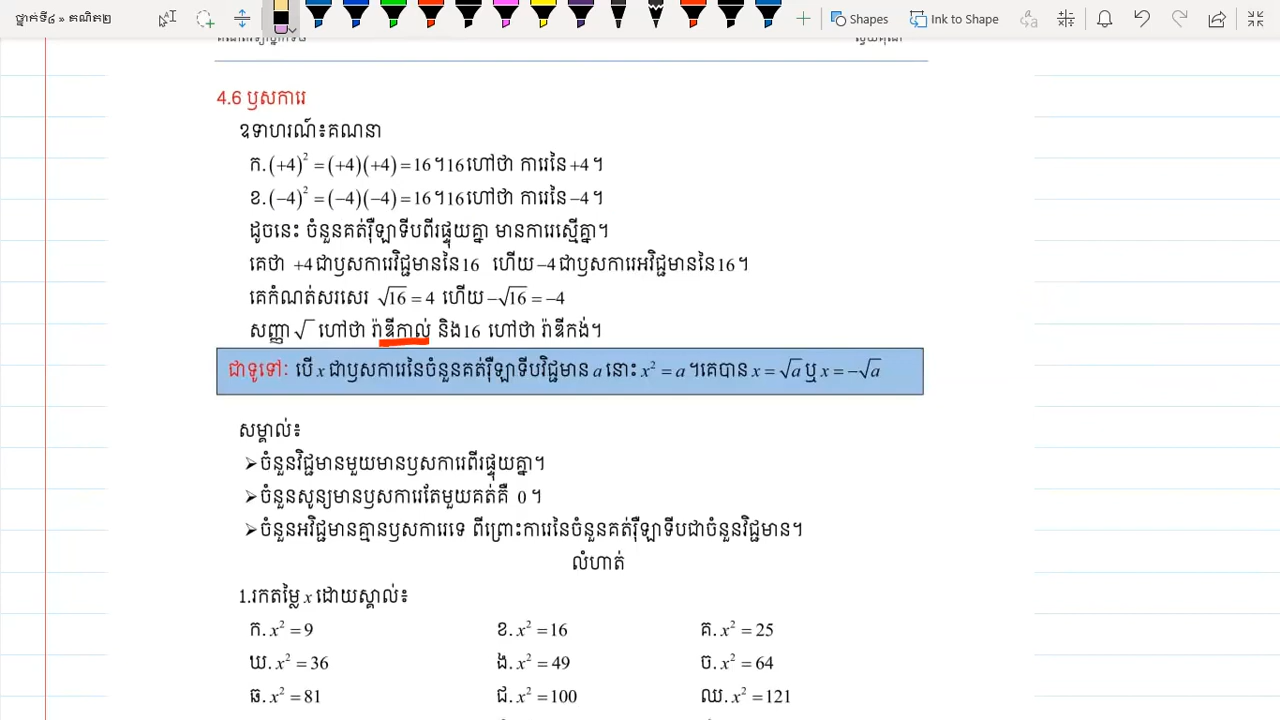 ថ្នាក់ទី៨ » គណិត២
Shapes
Ink to Shape
4.6 ឫសការេ
ឧទាហរណ៍៖គណនា
ក.(+4)² = (+4)(+4) = 16 ។16ហៅថា ការេនៃ +4 ។
ខ.(−4)² = (−4)(−4) = 16 ។16ហៅថា ការេនៃ −4 ។
ដូចនេះ ចំនួនគត់រ៉ឺឡាទីបពីរផ្ទុយគ្នា មានការេស្មើគ្នា។
គេថា +4 ជាឫសការេវិជ្ជមាននៃ16 ហើយ −4 ជាឫសការេអវិជ្ជមាននៃ16 ។
គេកំណត់សរសេរ √16 = 4 ហើយ −√16 = −4
សញ្ញា √ ហៅថា រ៉ាឌីកាល់ និង16 ហៅថា រ៉ាឌីកង់។
ជាទូទៅ: បើ x ជាឫសការេនៃចំនួនគត់រ៉ឺឡាទីបវិជ្ជមាន a នោះ x² = a ។គេបាន x = √a ឬ x = −√a
សម្គាល់៖
➢ចំនួនវិជ្ជមានមួយមានឫសការេពីរផ្ទុយគ្នា។
➢ចំនួនសូន្យមានឫសការេតែមួយគត់គឺ 0 ។
➢ចំនួនអវិជ្ជមានគ្មានឫសការេទេ ពីព្រោះការេនៃចំនួនគត់រ៉ឺឡាទីបជាចំនួនវិជ្ជមាន។
លំហាត់
1.រកតម្លៃ x ដោយស្គាល់៖
ក. x² = 9 ខ. x² = 16 គ. x² = 25
ឃ. x² = 36 ង. x² = 49 ច. x² = 64
ឆ. x² = 81 ជ. x² = 100 ឈ. x² = 121